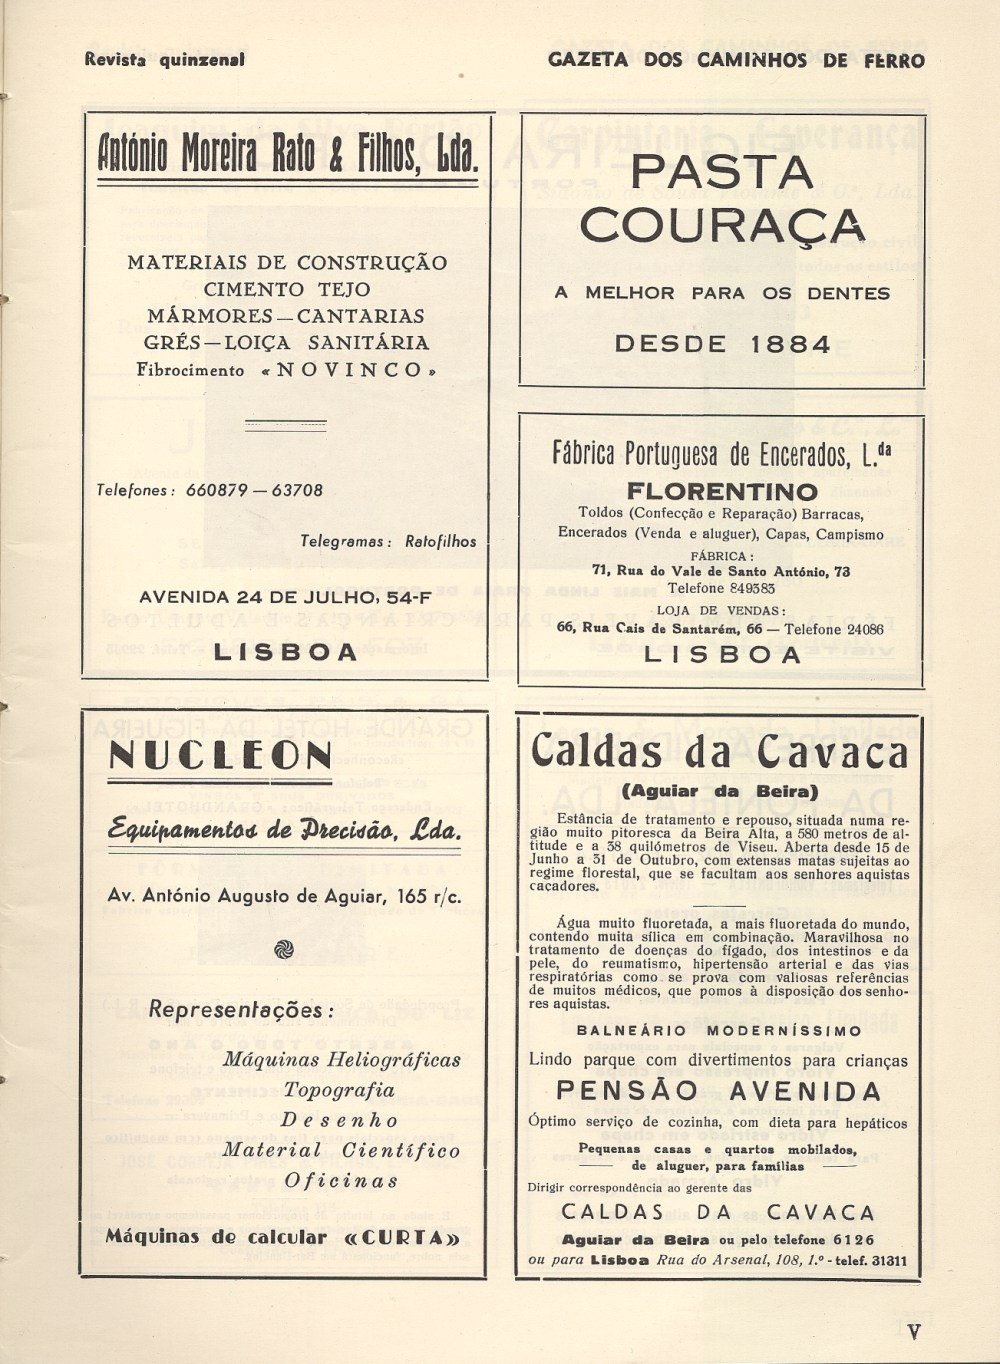 Revista quinzenal
GAZETA DOS CAMINHOS DE FERRO
António Moreira Rato & Filhos, Lda.
MATERIAIS DE CONSTRUÇÃO
CIMENTO TEJO
MÁRMORES — CANTARIAS
GRÉS — LOIÇA SANITÁRIA
Fibrocimento «NOVINCO»
Telefones: 660879 — 63708
Telegramas: Ratofilhos
AVENIDA 24 DE JULHO, 54-F
LISBOA
PASTA
COURAÇA
A MELHOR PARA OS DENTES
DESDE 1884
Fábrica Portuguesa de Encerados, L.da
FLORENTINO
Toldos (Confecção e Reparação) Barracas,
Encerados (Venda e aluguer), Capas, Campismo
FÁBRICA:
71, Rua do Vale de Santo António, 73
Telefone 849383
LOJA DE VENDAS:
66, Rua Cais de Santarém, 66 — Telefone 24086
LISBOA
NUCLEON
Equipamentos de Precisão, Lda.
Av. António Augusto de Aguiar, 165 r/c.
Representações:
Máquinas Heliográficas
Topografia
Desenho
Material Científico
Oficinas
Máquinas de calcular «CURTA»
Caldas da Cavaca
(Aguiar da Beira)
Estância de tratamento e repouso, situada numa re-
gião muito pitoresca da Beira Alta, a 580 metros de al-
titude e a 38 quilómetros de Viseu. Aberta desde 15 de
Junho a 31 de Outubro, com extensas matas sujeitas ao
regime florestal, que se facultam aos senhores aquistas
caçadores.
Água muito fluoretada, a mais fluoretada do mundo,
contendo muita sílica em combinação. Maravilhosa no
tratamento de doenças do fígado, dos intestinos e da
pele, do reumatismo, hipertensão arterial e das vias
respiratórias como se prova com valiosas referências
de muitos médicos, que pomos à disposição dos senho-
res aquistas.
BALNEÁRIO MODERNÍSSIMO
Lindo parque com divertimentos para crianças
PENSÃO AVENIDA
Óptimo serviço de cozinha, com dieta para hepáticos
Pequenas casas e quartos mobilados,
de aluguer, para famílias
Dirigir correspondência ao gerente das
CALDAS DA CAVACA
Aguiar da Beira ou pelo telefone 6126
ou para Lisboa Rua do Arsenal, 108, 1.º - telef. 31311
V